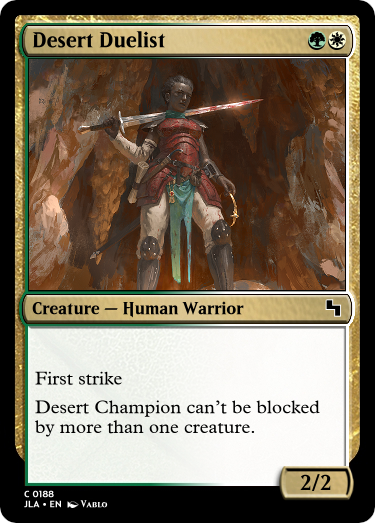 Desert Duelist
Creature — Human Warrior
First strike
Desert Champion can't be blocked
by more than one creature.
2/2
C 0188
JLA • EN Vablo